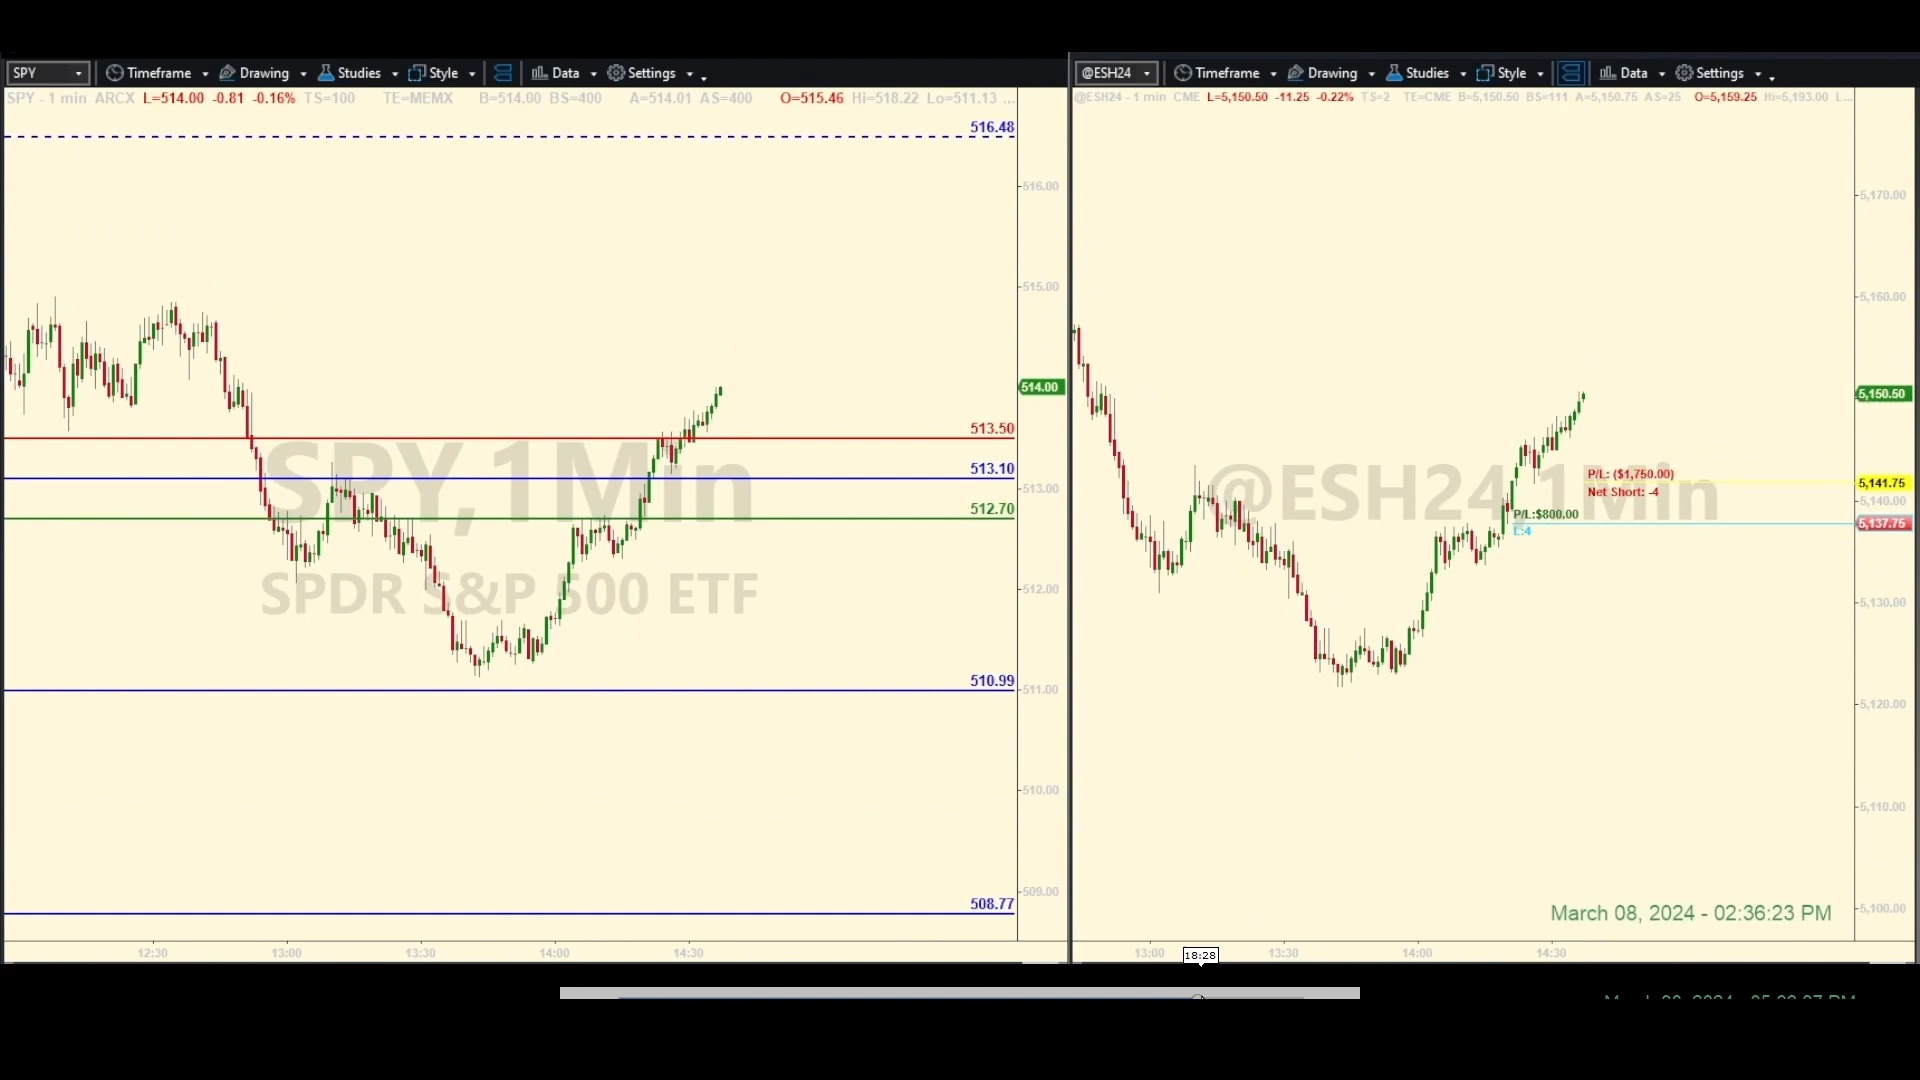 SPY Timeframe Drawing Studies Style Data Settings
SPY - 1 min ARCX L=514.00 -0.81 -0.16% TS=100 TE=MEMX B=514.00 BS=400 A=514.01 AS=400 O=515.46 Hi=518.22 Lo=511.13 ...
516.48
516.00
515.00
514.00
513.50
513.10
513.00
512.70
512.00
510.99
511.00
510.00
509.00
508.77
SPY, 1Min
SPDR S&P 500 ETF
12:30 13:00 13:30 14:00 14:30
@ESH24 Timeframe Drawing Studies Style Data Settings
@ESH24 - 1 min CME L=5,150.50 -11.25 -0.22% TS=2 TE=CME B=5,150.50 BS=111 A=5,150.75 AS=25 O=5,159.25 Hi=5,193.00 L...
5,170.00
5,160.00
5,150.50
P/L: ($1,750.00)
5,141.75
Net Short: -4
5,140.00
P/L:$800.00
5,137.75
L:4
5,130.00
5,120.00
5,110.00
5,100.00
@ESH24, 1Min
March 08, 2024 - 02:36:23 PM
13:00 13:30 14:00 14:30
18:28